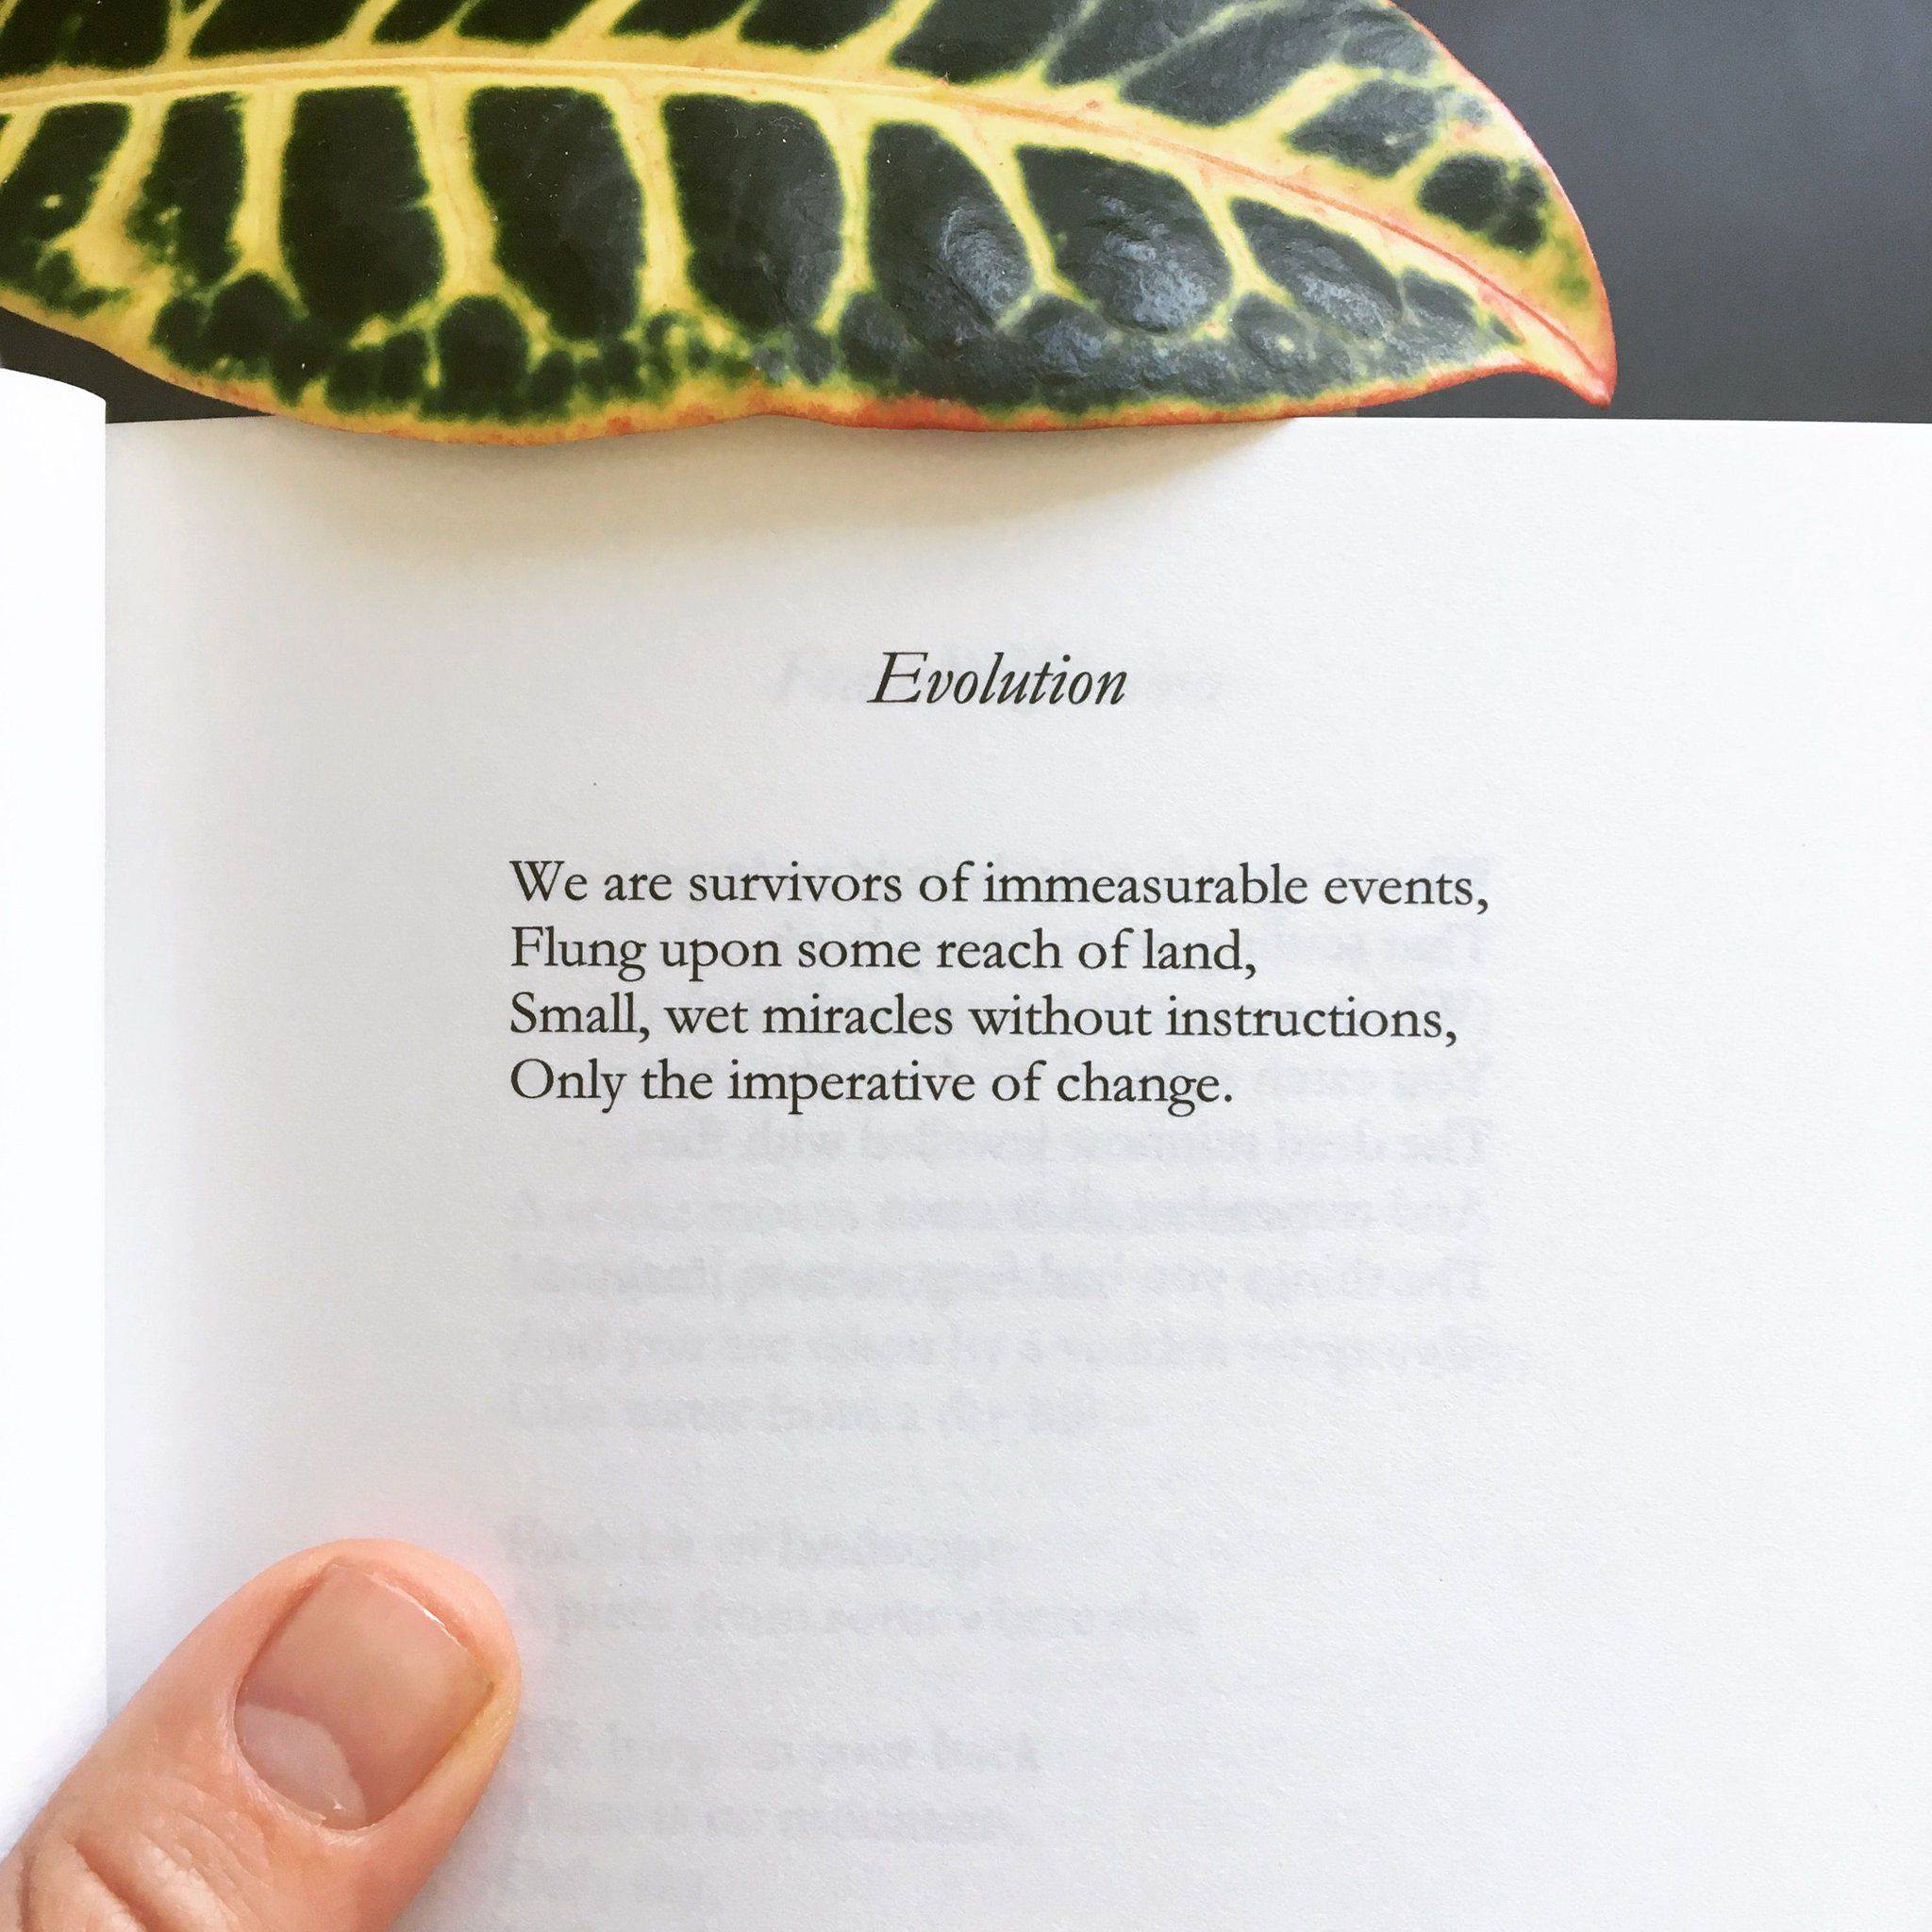 Evolution
We are survivors of immeasurable events,
Flung upon some reach of land,
Small, wet miracles without instructions,
Only the imperative of change.